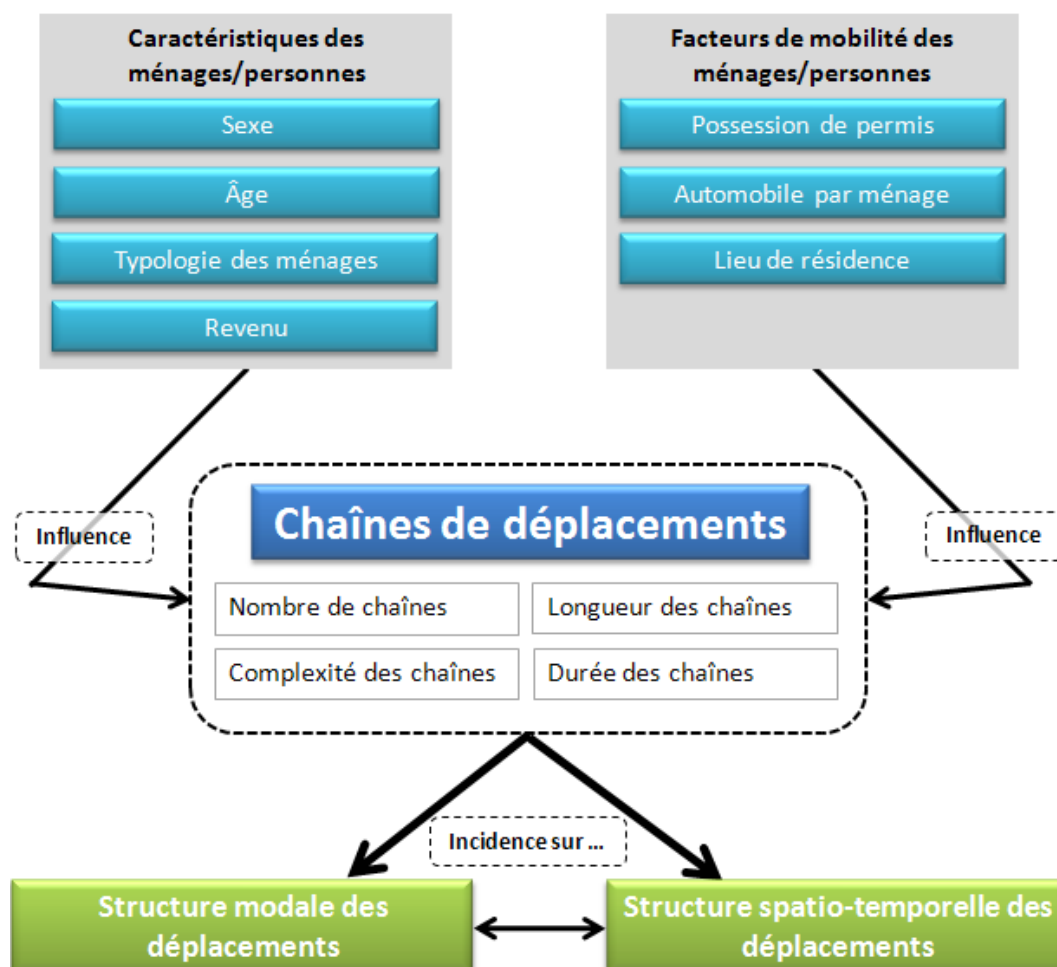 Caractéristiques des
ménages/personnes
Sexe
Âge
Typologie des ménages
Revenu
Facteurs de mobilité des
ménages/personnes
Possession de permis
Automobile par ménage
Lieu de résidence
Influence
Influence
Chaînes de déplacements
Nombre de chaînes
Longueur des chaînes
Complexité des chaînes
Durée des chaînes
Incidence sur ...
Structure modale des
déplacements
Structure spatio-temporelle des
déplacements